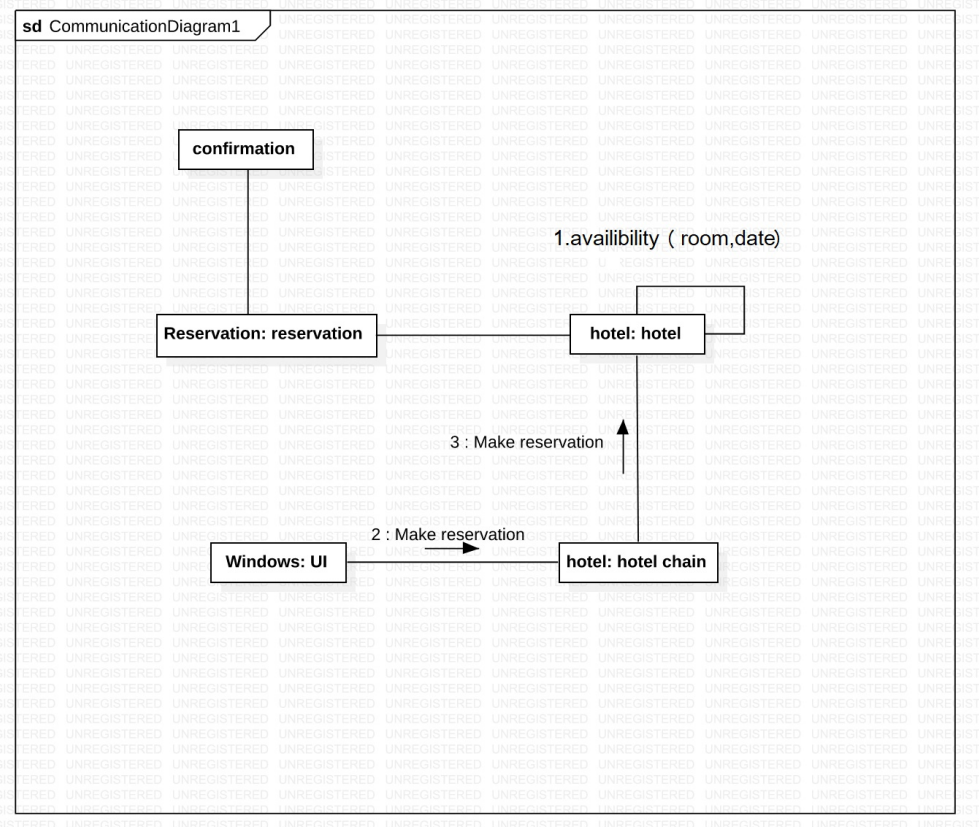 sd CommunicationDiagram1
confirmation
1.availibility ( room,date)
Reservation: reservation
hotel: hotel
3 : Make reservation
2 : Make reservation
Windows: UI
hotel: hotel chain
UNREGISTERED